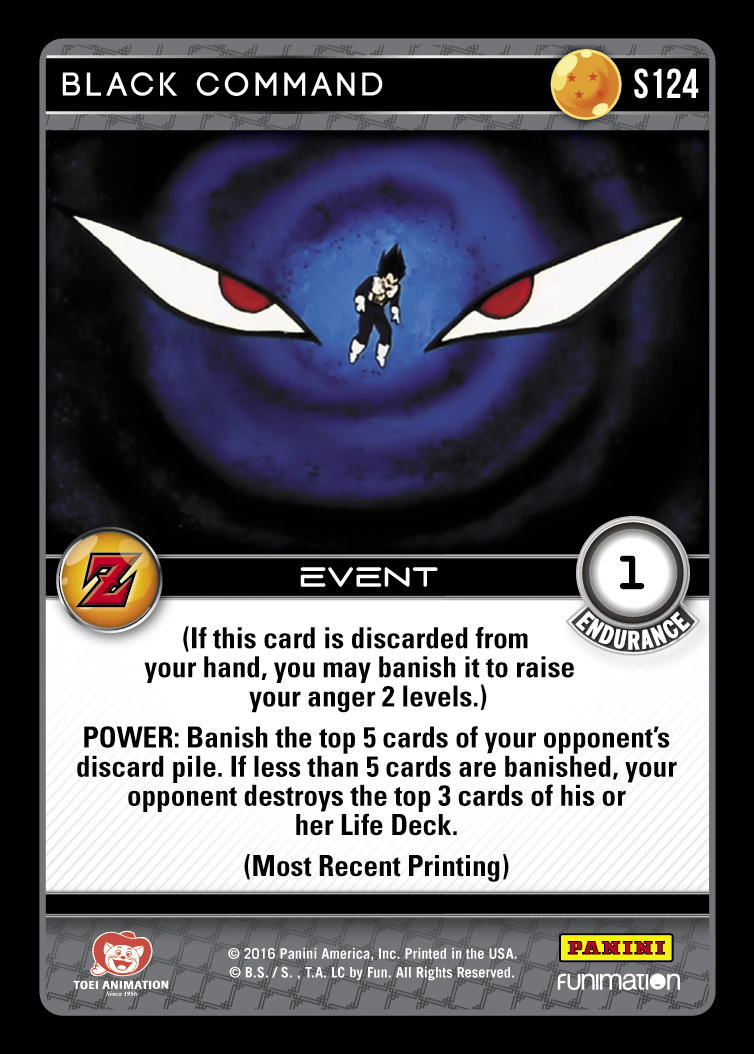 BLACK COMMAND
S124
Z
EVENT
1
ENDURANCE
(If this card is discarded from
your hand, you may banish it to raise
your anger 2 levels.)
POWER: Banish the top 5 cards of your opponent's
discard pile. If less than 5 cards are banished, your
opponent destroys the top 3 cards of his or
her Life Deck.
(Most Recent Printing)
TOEI ANIMATION
Since 1956
© 2016 Panini America, Inc. Printed in the USA.
© B.S. / S. , T.A. LC by Fun. All Rights Reserved.
PANINI
FUNIMATION